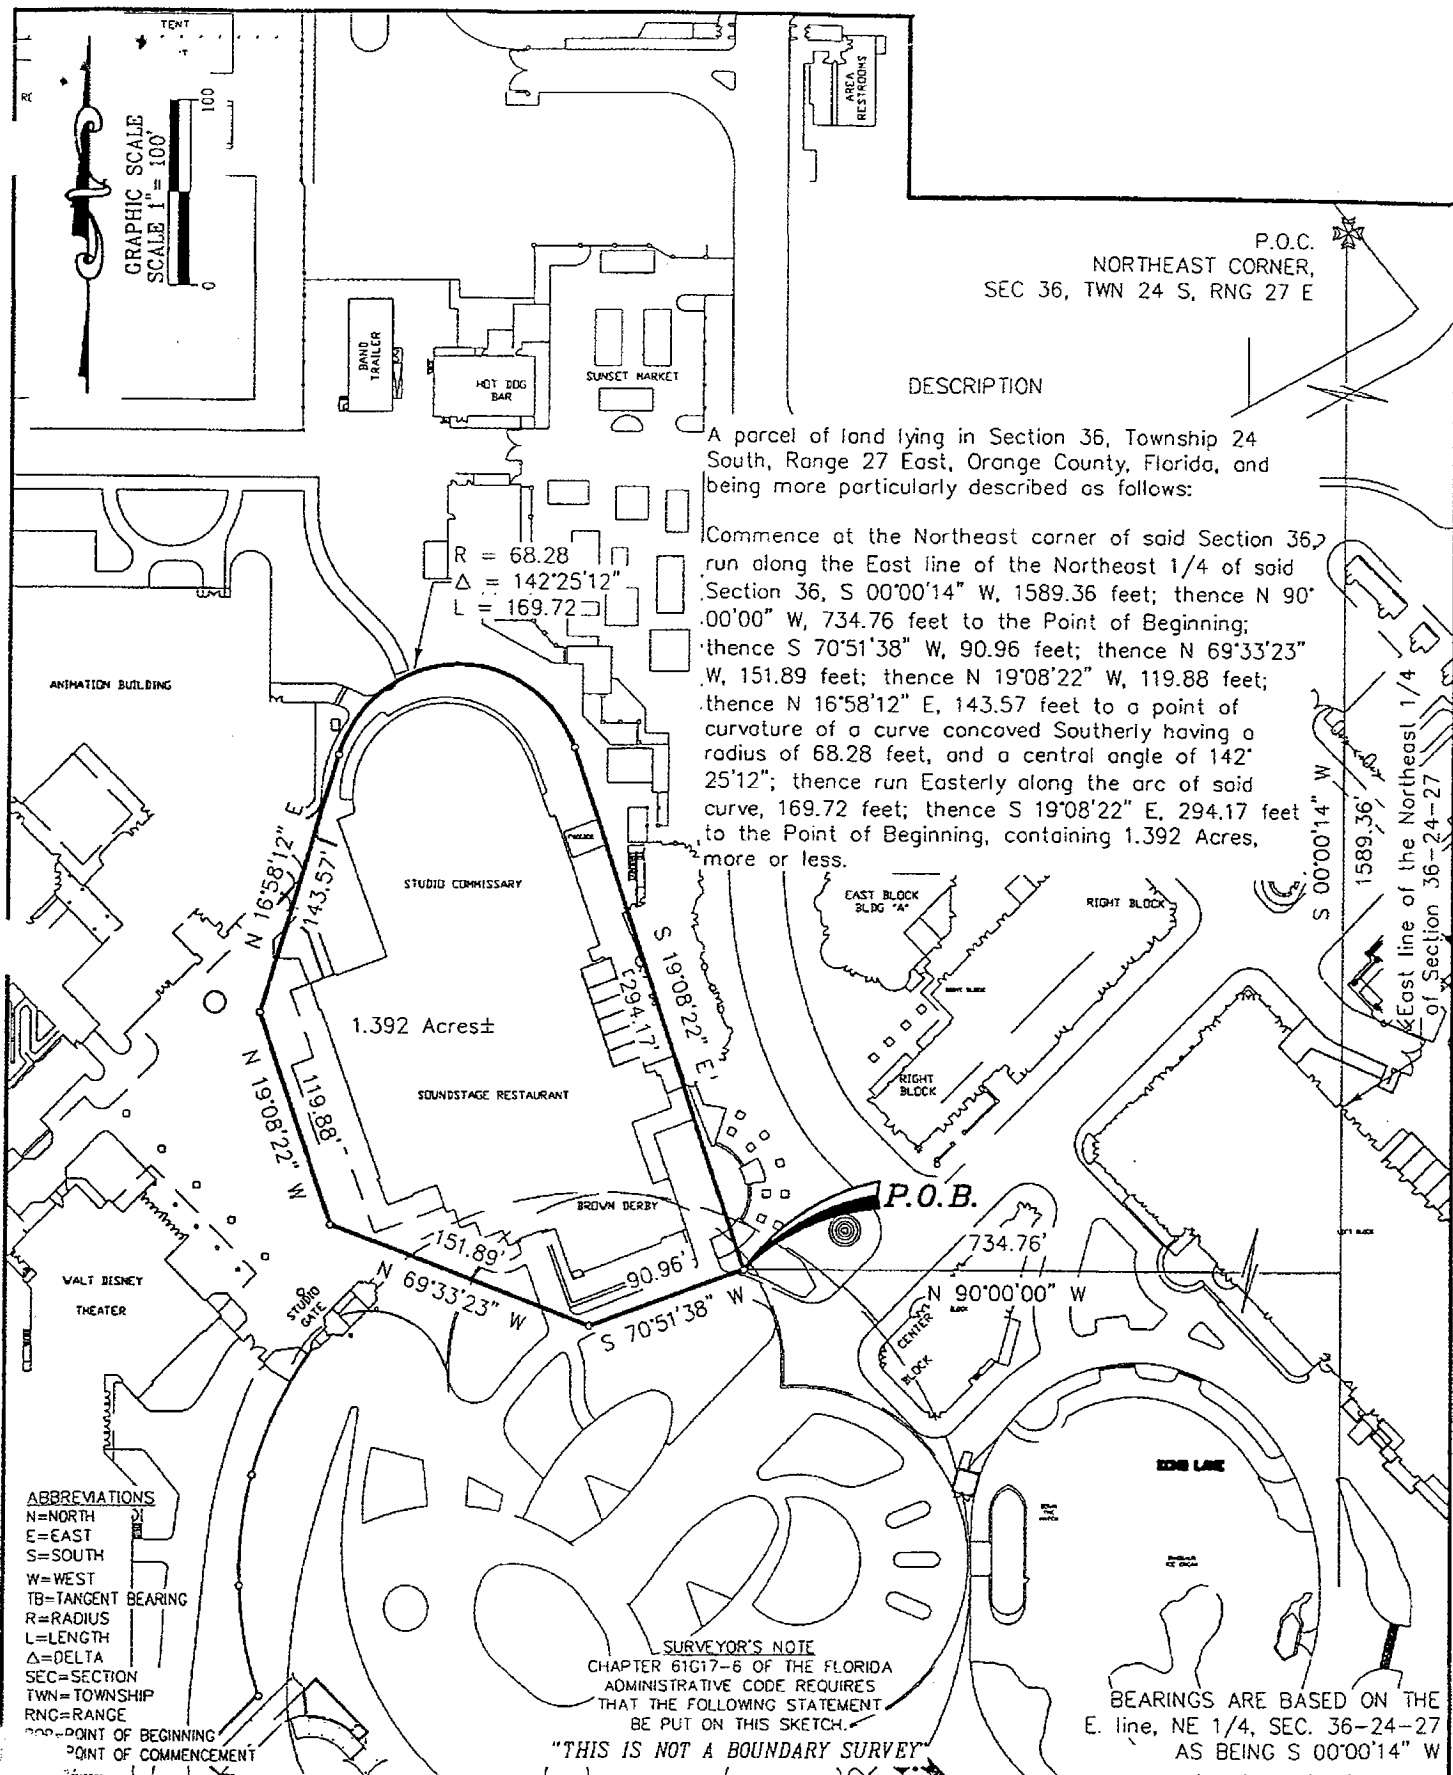 TENT
GRAPHIC SCALE
SCALE 1" = 100'
0
100
AREA
RESTROOMS
P.O.C.
NORTHEAST CORNER,
SEC 36, TWN 24 S, RNG 27 E
BAND
TRAILER
HOT DOG
BAR
SUNSET MARKET
DESCRIPTION
A parcel of land lying in Section 36, Township 24
South, Range 27 East, Orange County, Florida, and
being more particularly described as follows:
Commence at the Northeast corner of said Section 36,
run along the East line of the Northeast 1/4 of said
Section 36, S 00°00'14" W, 1589.36 feet; thence N 90°
00'00" W, 734.76 feet to the Point of Beginning;
thence S 70°51'38" W, 90.96 feet; thence N 69°33'23"
W, 151.89 feet; thence N 19°08'22" W, 119.88 feet;
thence N 16°58'12" E, 143.57 feet to a point of
curvature of a curve concaved Southerly having a
radius of 68.28 feet, and a central angle of 142°
25'12"; thence run Easterly along the arc of said
curve, 169.72 feet; thence S 19°08'22" E, 294.17 feet
to the Point of Beginning, containing 1.392 Acres,
more or less.
R = 68.28
Δ = 142°25'12"
L = 169.72
ANIMATION BUILDING
N 16°58'12" E
143.57'
STUDIO COMMISSARY
EAST BLOCK
BLDG "A"
RIGHT BLOCK
S 00°00'14" W
1589.36'
East line of the Northeast 1/4
of Section 36-24-27
S 19°08'22" E
294.17'
1.392 Acres±
N 19°08'22" W
119.88'
SOUNDSTAGE RESTAURANT
RIGHT
BLOCK
BROWN DERBY
P.O.B.
734.76'
N 90°00'00" W
151.89'
N 69°33'23" W
90.96'
S 70°51'38" W
WALT DISNEY
THEATER
STUDIO
GATE
CENTER
BLOCK
ECHO LAKE
ABBREVIATIONS
N=NORTH
E=EAST
S=SOUTH
W=WEST
TB=TANGENT BEARING
R=RADIUS
L=LENGTH
Δ=DELTA
SEC=SECTION
TWN=TOWNSHIP
RNG=RANGE
POINT OF BEGINNING
POINT OF COMMENCEMENT
SURVEYOR'S NOTE
CHAPTER 61G17-6 OF THE FLORIDA
ADMINISTRATIVE CODE REQUIRES
THAT THE FOLLOWING STATEMENT
BE PUT ON THIS SKETCH.
"THIS IS NOT A BOUNDARY SURVEY"
BEARINGS ARE BASED ON THE
E. line, NE 1/4, SEC. 36-24-27
AS BEING S 00°00'14" W